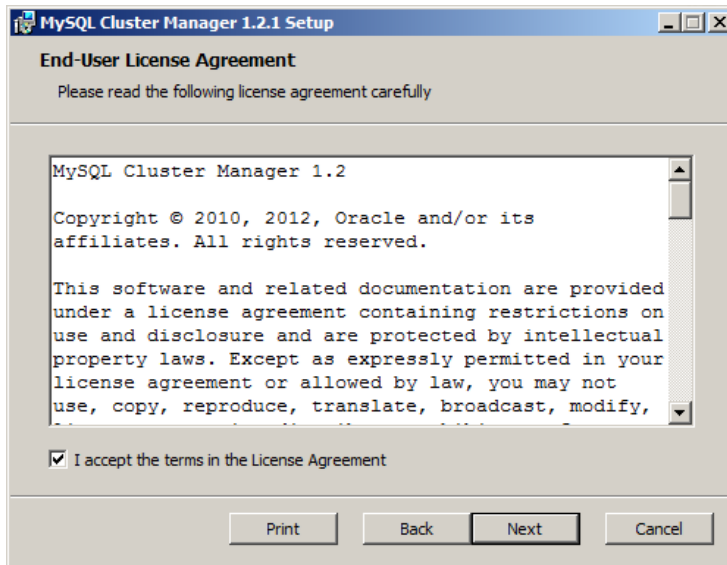 MySQL Cluster Manager 1.2.1 Setup
End-User License Agreement
Please read the following license agreement carefully
MySQL Cluster Manager 1.2
Copyright © 2010, 2012, Oracle and/or its
affiliates. All rights reserved.
This software and related documentation are provided
under a license agreement containing restrictions on
use and disclosure and are protected by intellectual
property laws. Except as expressly permitted in your
license agreement or allowed by law, you may not
use, copy, reproduce, translate, broadcast, modify,
I accept the terms in the License Agreement
Print
Back
Next
Cancel